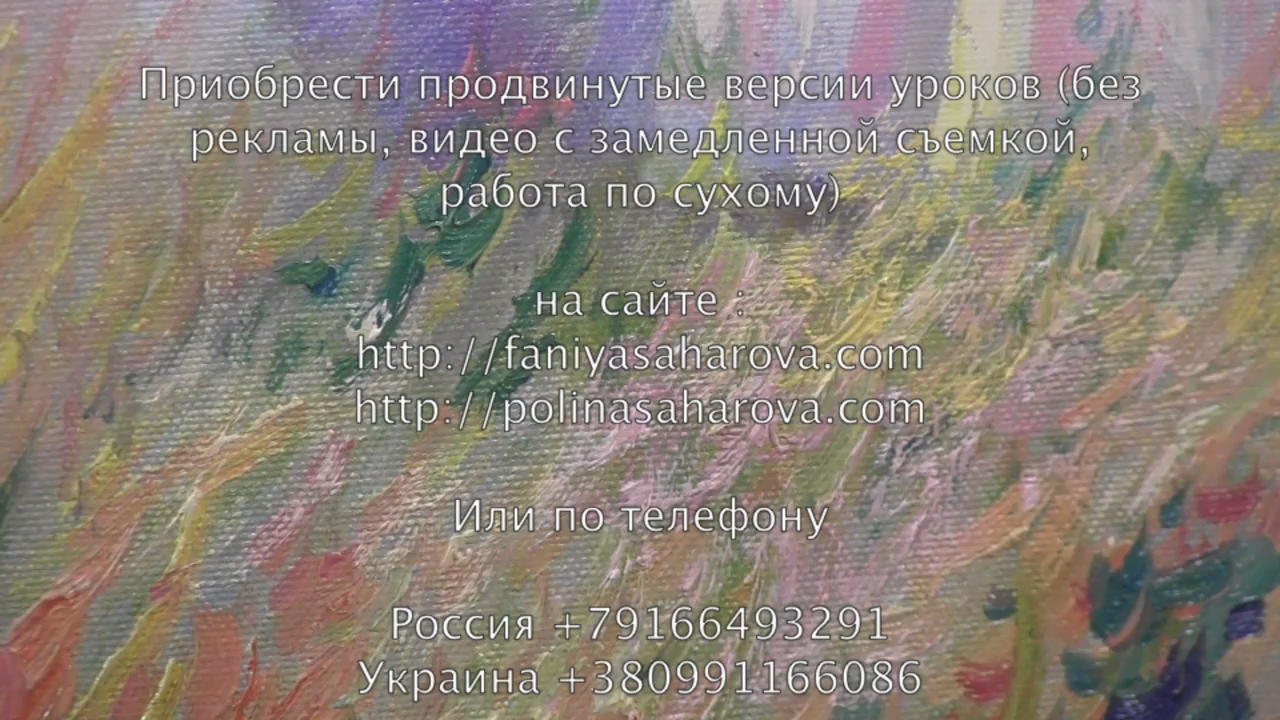 Приобрести продвинутые версии уроков (без
рекламы, видео с замедленной съемкой,
работа по сухому)
на сайте :
http://faniyasaharova.com
http://polinasaharova.com
Или по телефону
Россия +79166493291
Украина +380991166086